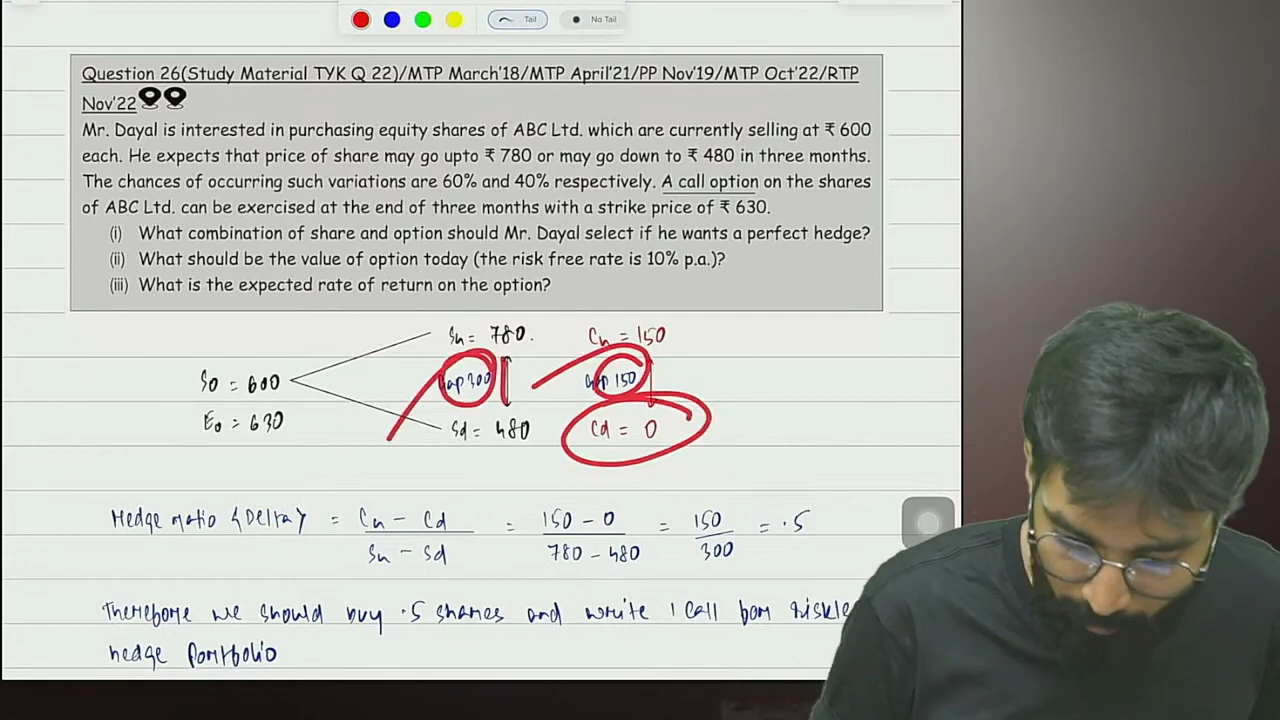 Tail
No Tail
Question 26(Study Material TYK Q 22)/MTP March'18/MTP April'21/PP Nov'19/MTP Oct'22/RTP
Nov'22
Mr. Dayal is interested in purchasing equity shares of ABC Ltd. which are currently selling at ₹ 600
each. He expects that price of share may go upto ₹ 780 or may go down to ₹ 480 in three months.
The chances of occurring such variations are 60% and 40% respectively. A call option on the shares
of ABC Ltd. can be exercised at the end of three months with a strike price of ₹ 630.
(i) What combination of share and option should Mr. Dayal select if he wants a perfect hedge?
(ii) What should be the value of option today (the risk free rate is 10% p.a.)?
(iii) What is the expected rate of return on the option?
Su = 780. Cu = 150
S0 = 600 Gap 300 Gap 150
E0 = 630 Sd = 480 Cd = 0
Hedge ratio {Delta} = Cu - Cd / Su - Sd = 150 - 0 / 780 - 480 = 150 / 300 = .5
Therefore we should buy .5 shares and write 1 call for
hedge portfolio